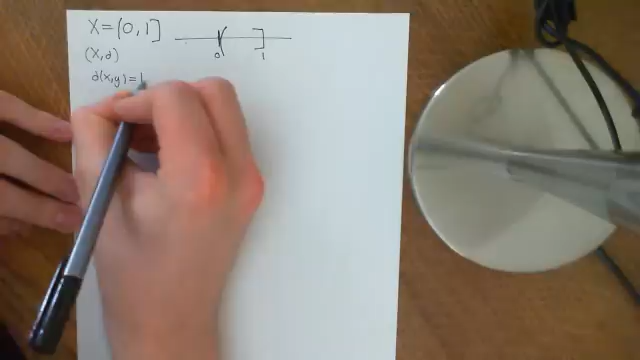 X = (0, 1]
0 1
(X, d)
d(x,y) = |